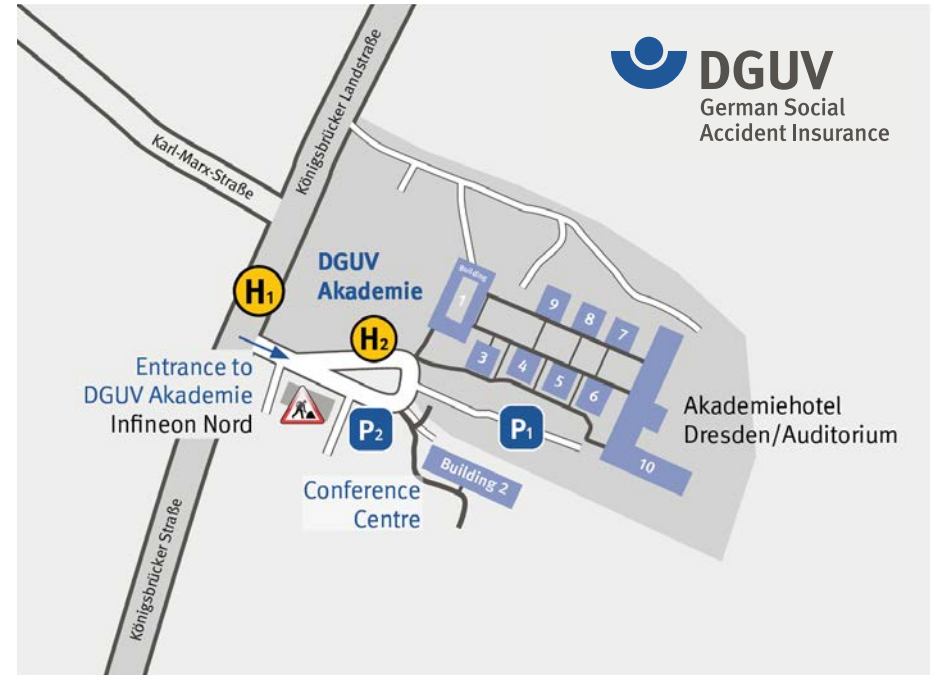 DGUV
German Social
Accident Insurance
Königsbrücker Landstraße
Karl-Marx-Straße
DGUV
Akademie
Building
1
9
8
7
H1
H2
3
4
5
6
Entrance to
DGUV Akademie
Infineon Nord
Akademiehotel
Dresden/Auditorium
P2
P1
10
Building 2
Conference
Centre
Königsbrücker Straße